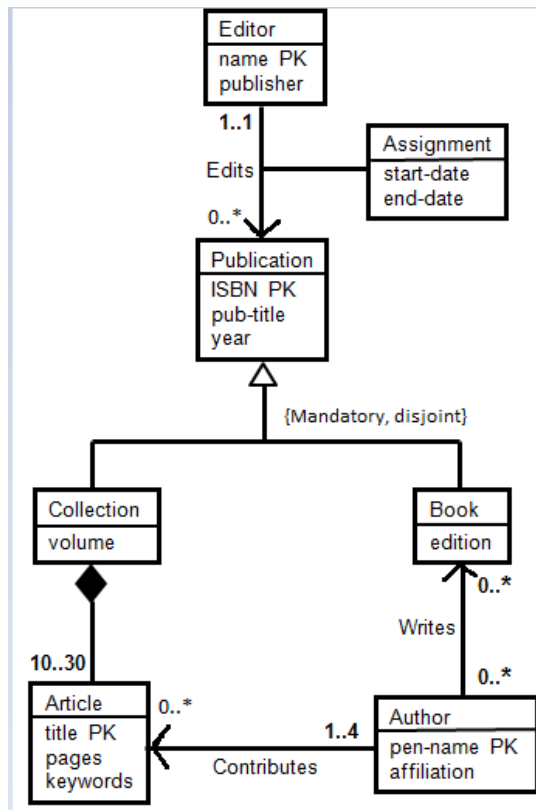 Editor
name PK
publisher
1..1
Assignment
start-date
end-date
Edits
0..*
Publication
ISBN PK
pub-title
year
{Mandatory, disjoint}
Collection
volume
Book
edition
0..*
Writes
10..30
0..*
Article
title PK
pages
keywords
0..*
1..4
Contributes
Author
pen-name PK
affiliation